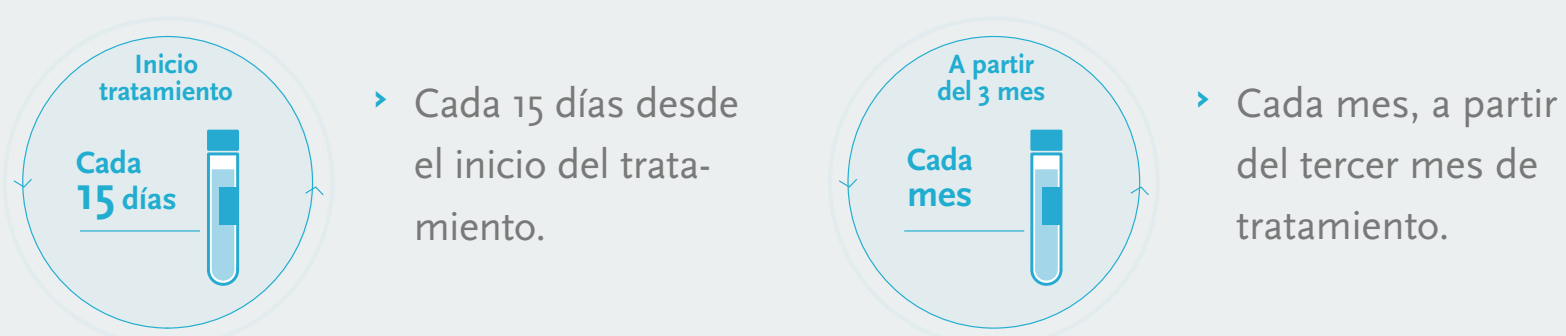 Inicio
tratamiento
Cada
15 días
› Cada 15 días desde
el inicio del trata-
miento.
A partir
del 3 mes
Cada
mes
› Cada mes, a partir
del tercer mes de
tratamiento.